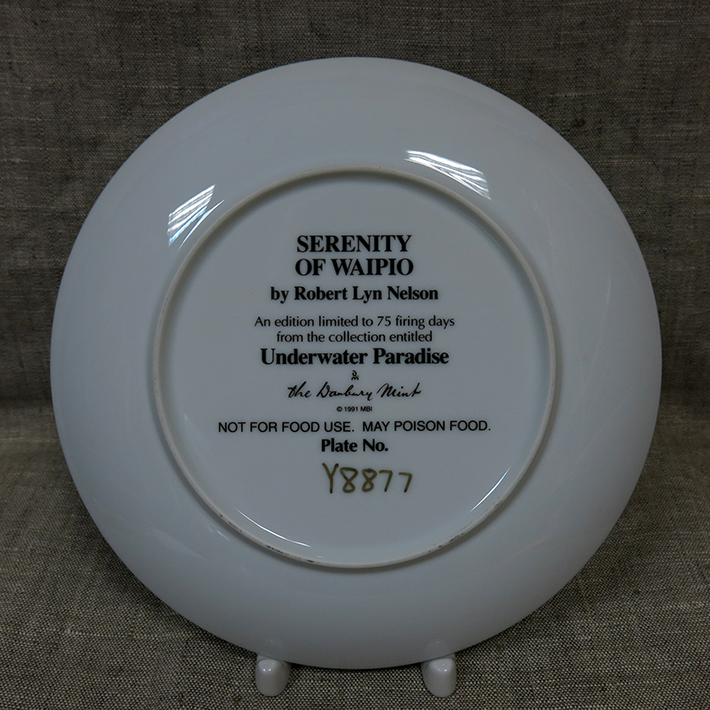 SERENITY
OF WAIPIO
by Robert Lyn Nelson
An edition limited to 75 firing days
from the collection entitled
Underwater Paradise
DM
the Danbury Mint
© 1991 MBI
NOT FOR FOOD USE. MAY POISON FOOD.
Plate No.
Y8877